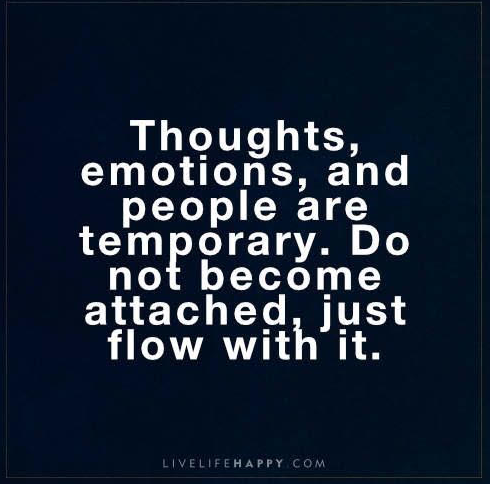 Thoughts,
emotions, and
people are
temporary. Do
not become
attached, just
flow with it.
LIVELIFEHAPPY.COM